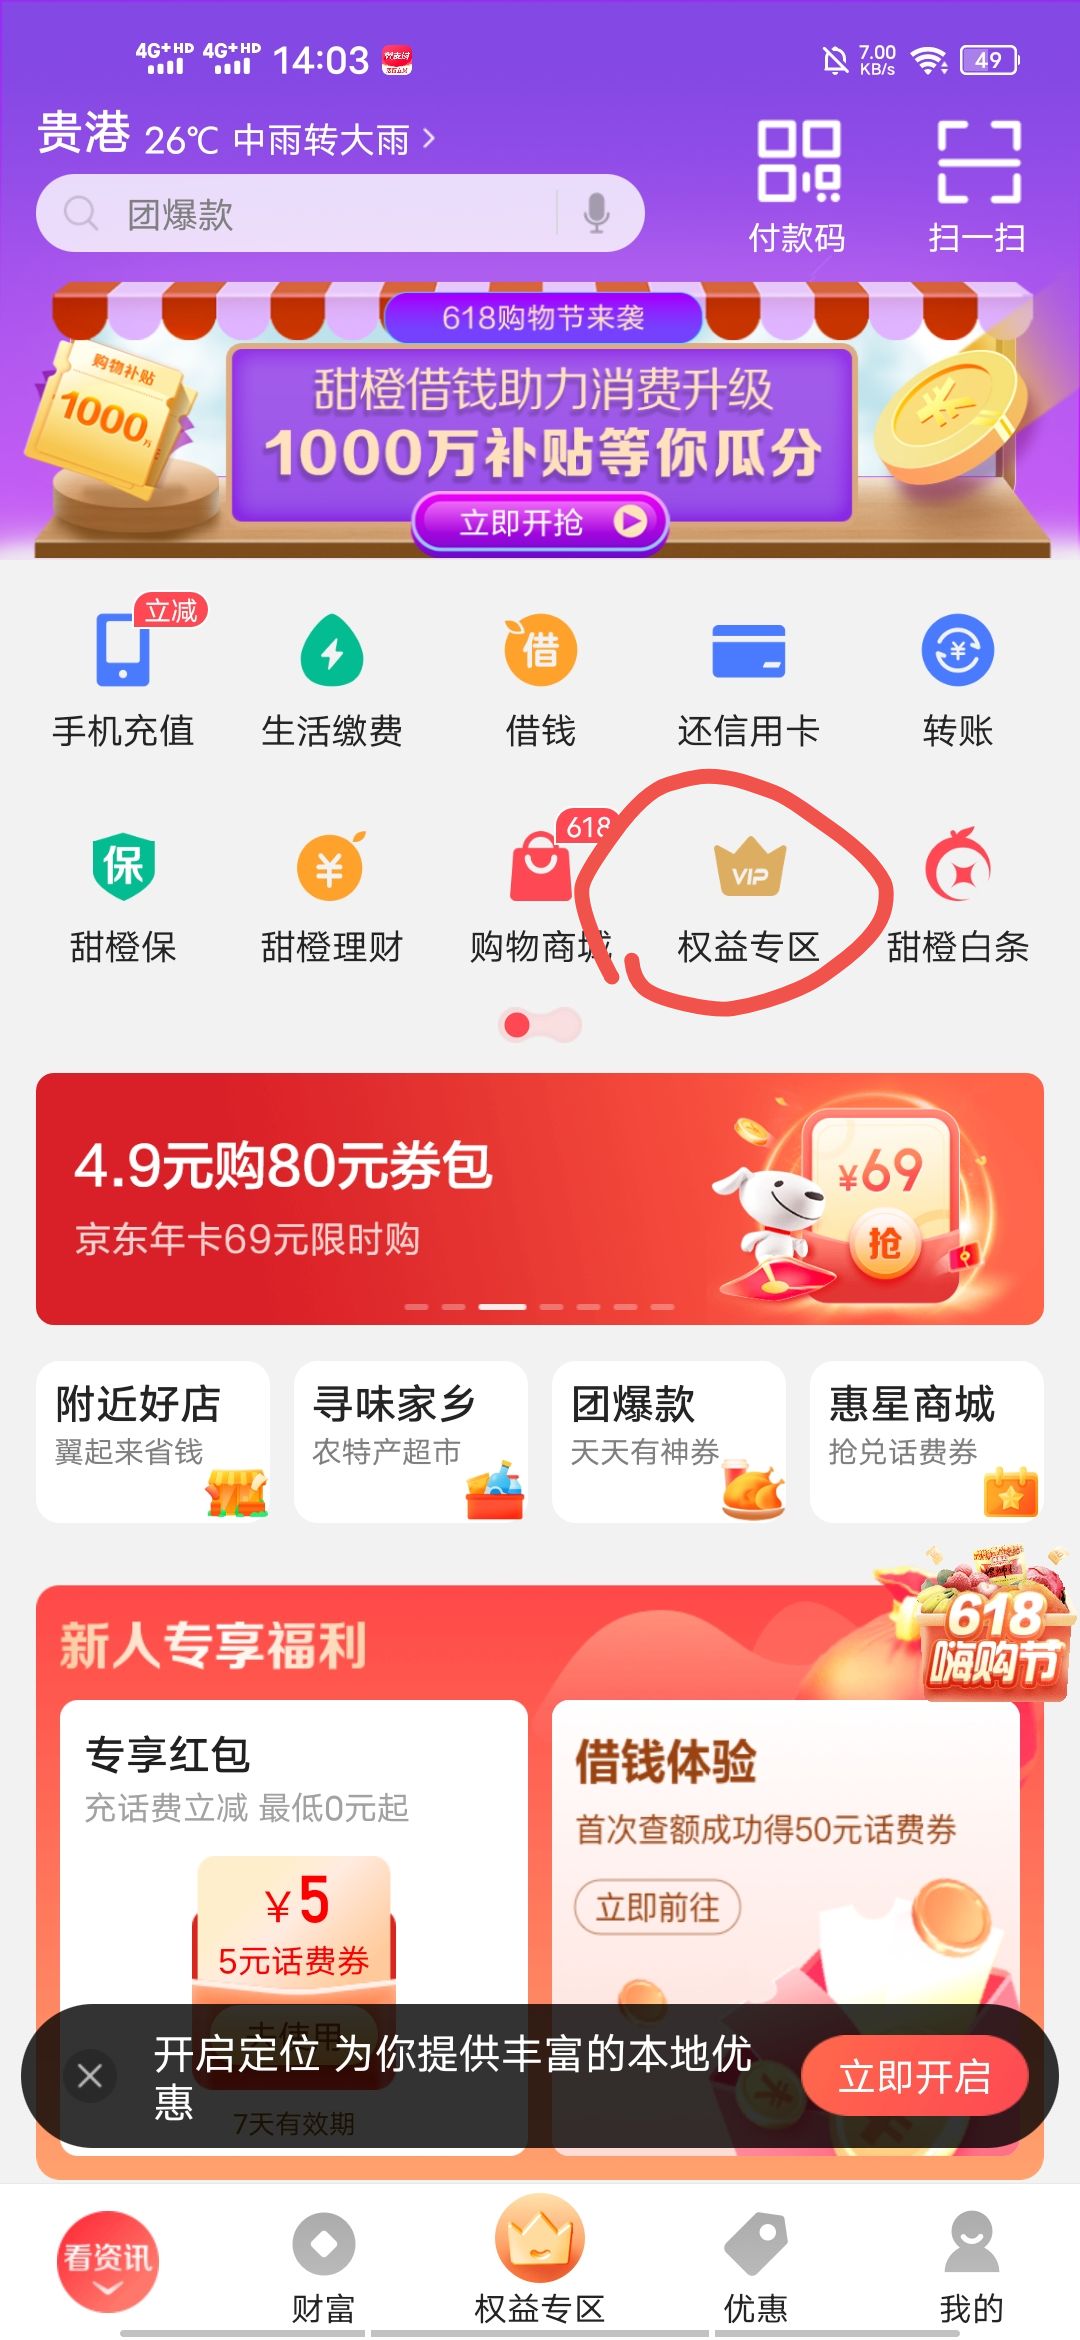 4G+HD 4G+HD 14:03 7.00 KB/s 49
贵港 26℃ 中雨转大雨
团爆款
付款码 扫一扫
618购物节来袭
购物补贴
1000万
甜橙借钱助力消费升级
1000万补贴等你瓜分
立即开抢
立减
借
手机充值 生活缴费 借钱 还信用卡 转账
618
保 VIP
甜橙保 甜橙理财 购物商城 权益专区 甜橙白条
4.9元购80元券包
京东年卡69元限时购
¥69
抢
附近好店 寻味家乡 团爆款 惠星商城
翼起来省钱 农特产超市 天天有神券 抢兑话费券
618
嗨购节
新人专享福利
专享红包
充话费立减 最低0元起
¥5
5元话费券
去使用
7天有效期
借钱体验
首次查额成功得50元话费券
立即前往
开启定位 为你提供丰富的本地优
惠
立即开启
看资讯 财富 权益专区 优惠 我的